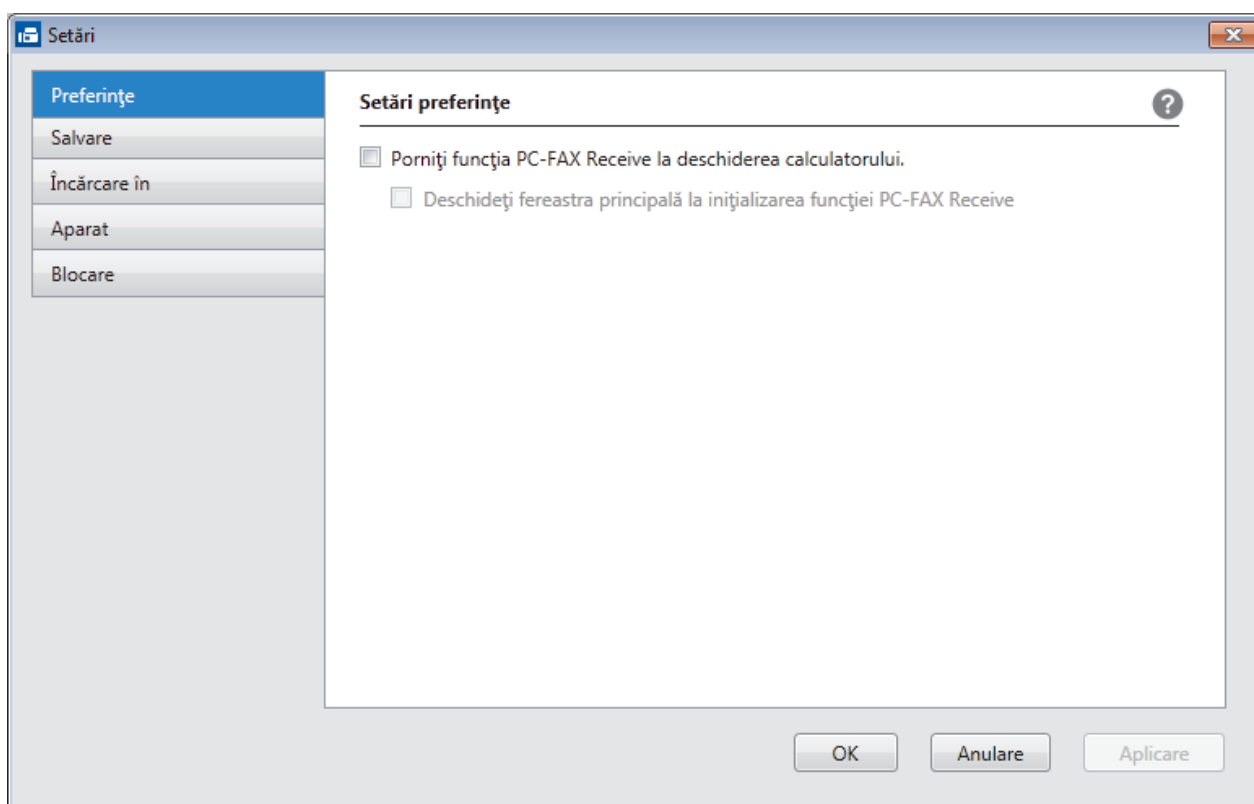 Setări
Preferinţe
Salvare
Încărcare în
Aparat
Blocare
Setări preferinţe
?
Porniţi funcţia PC-FAX Receive la deschiderea calculatorului.
Deschideţi fereastra principală la iniţializarea funcţiei PC-FAX Receive
OK
Anulare
Aplicare